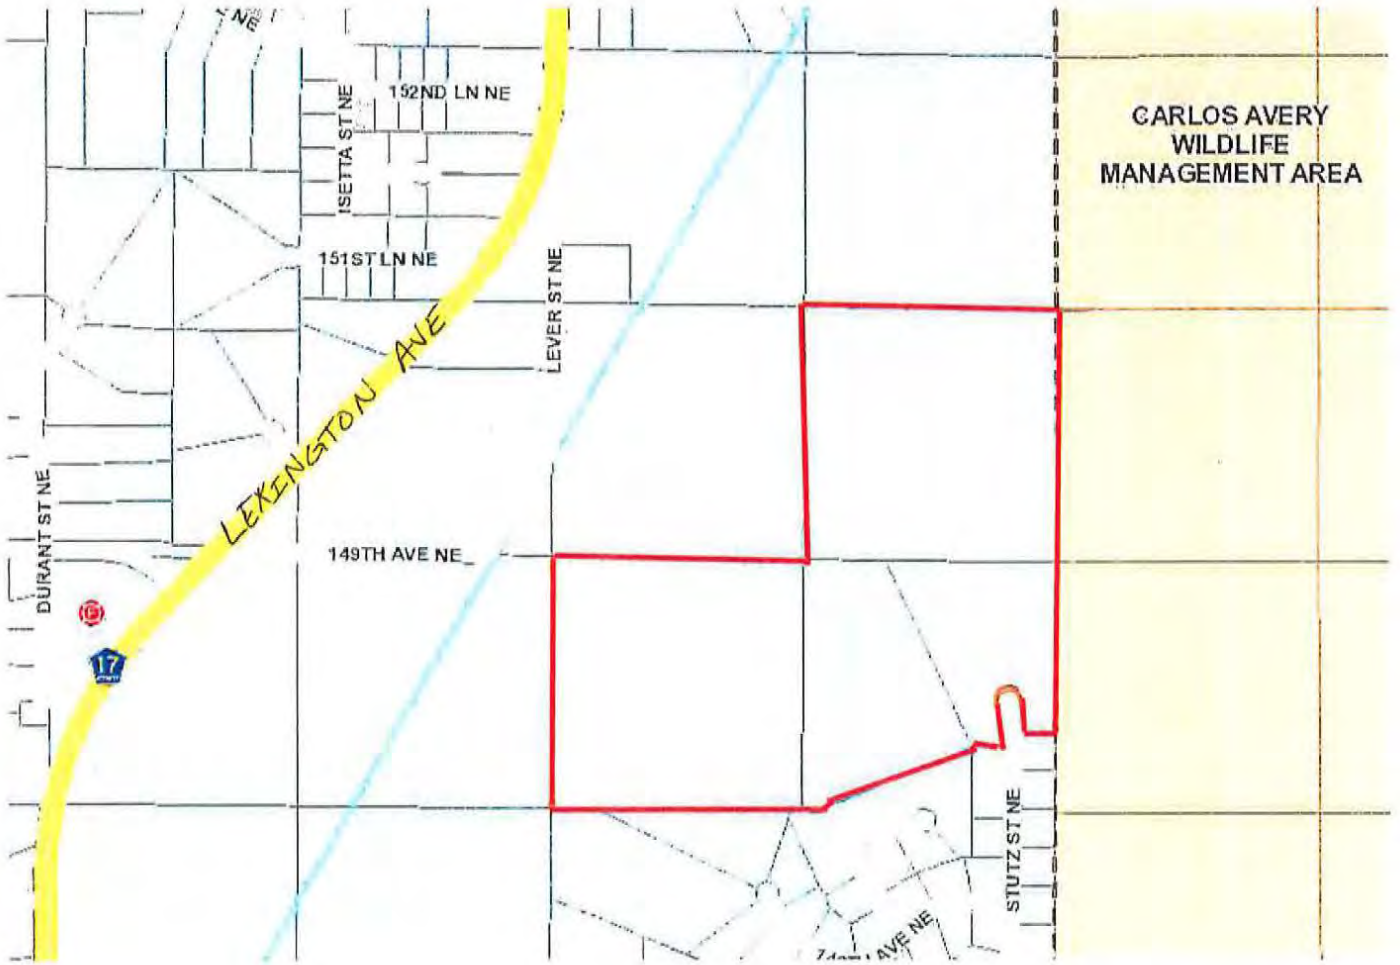 NE
152ND LN NE
ISETTA ST NE
CARLOS AVERY
WILDLIFE
MANAGEMENT AREA
151ST LN NE
LEVER ST NE
LEXINGTON AVE
DURANT ST NE
149TH AVE NE
F
17
STUTZ ST NE
AVE NE